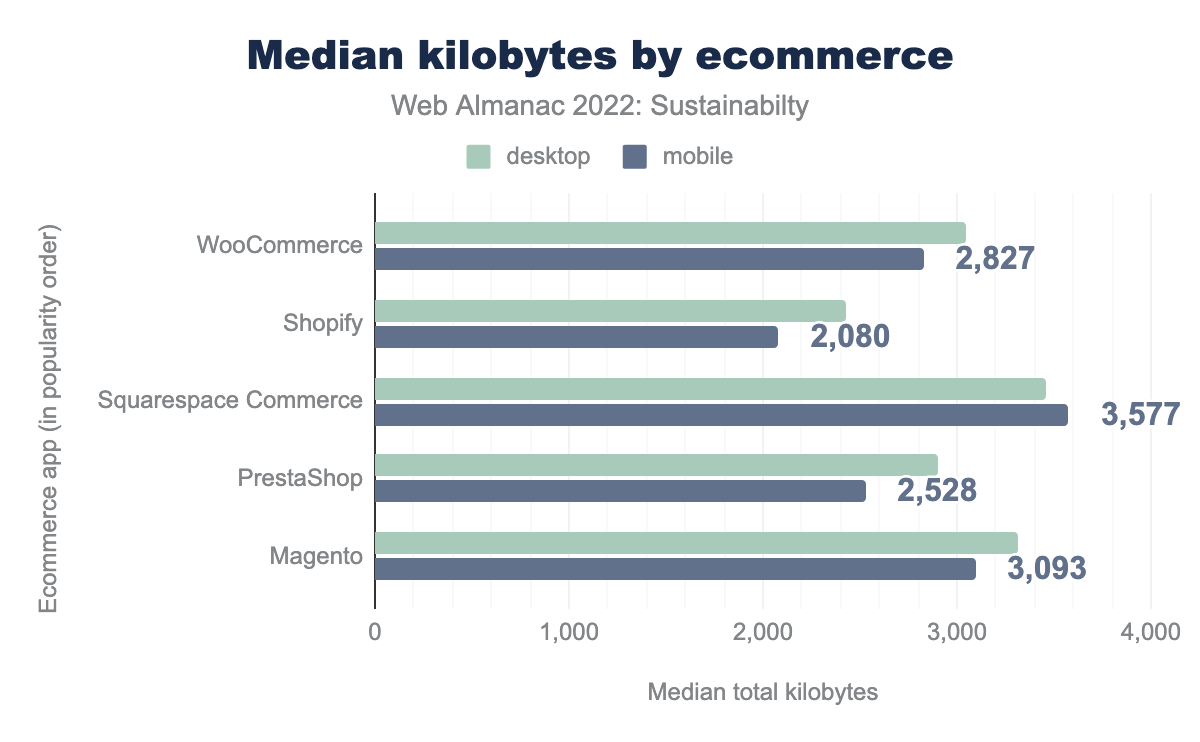 Median kilobytes by ecommerce
Web Almanac 2022: Sustainabilty
desktop
mobile
Ecommerce app (in popularity order)
WooCommerce
2,827
Shopify
2,080
Squarespace Commerce
3,577
PrestaShop
2,528
Magento
3,093
0
1,000
2,000
3,000
4,000
Median total kilobytes